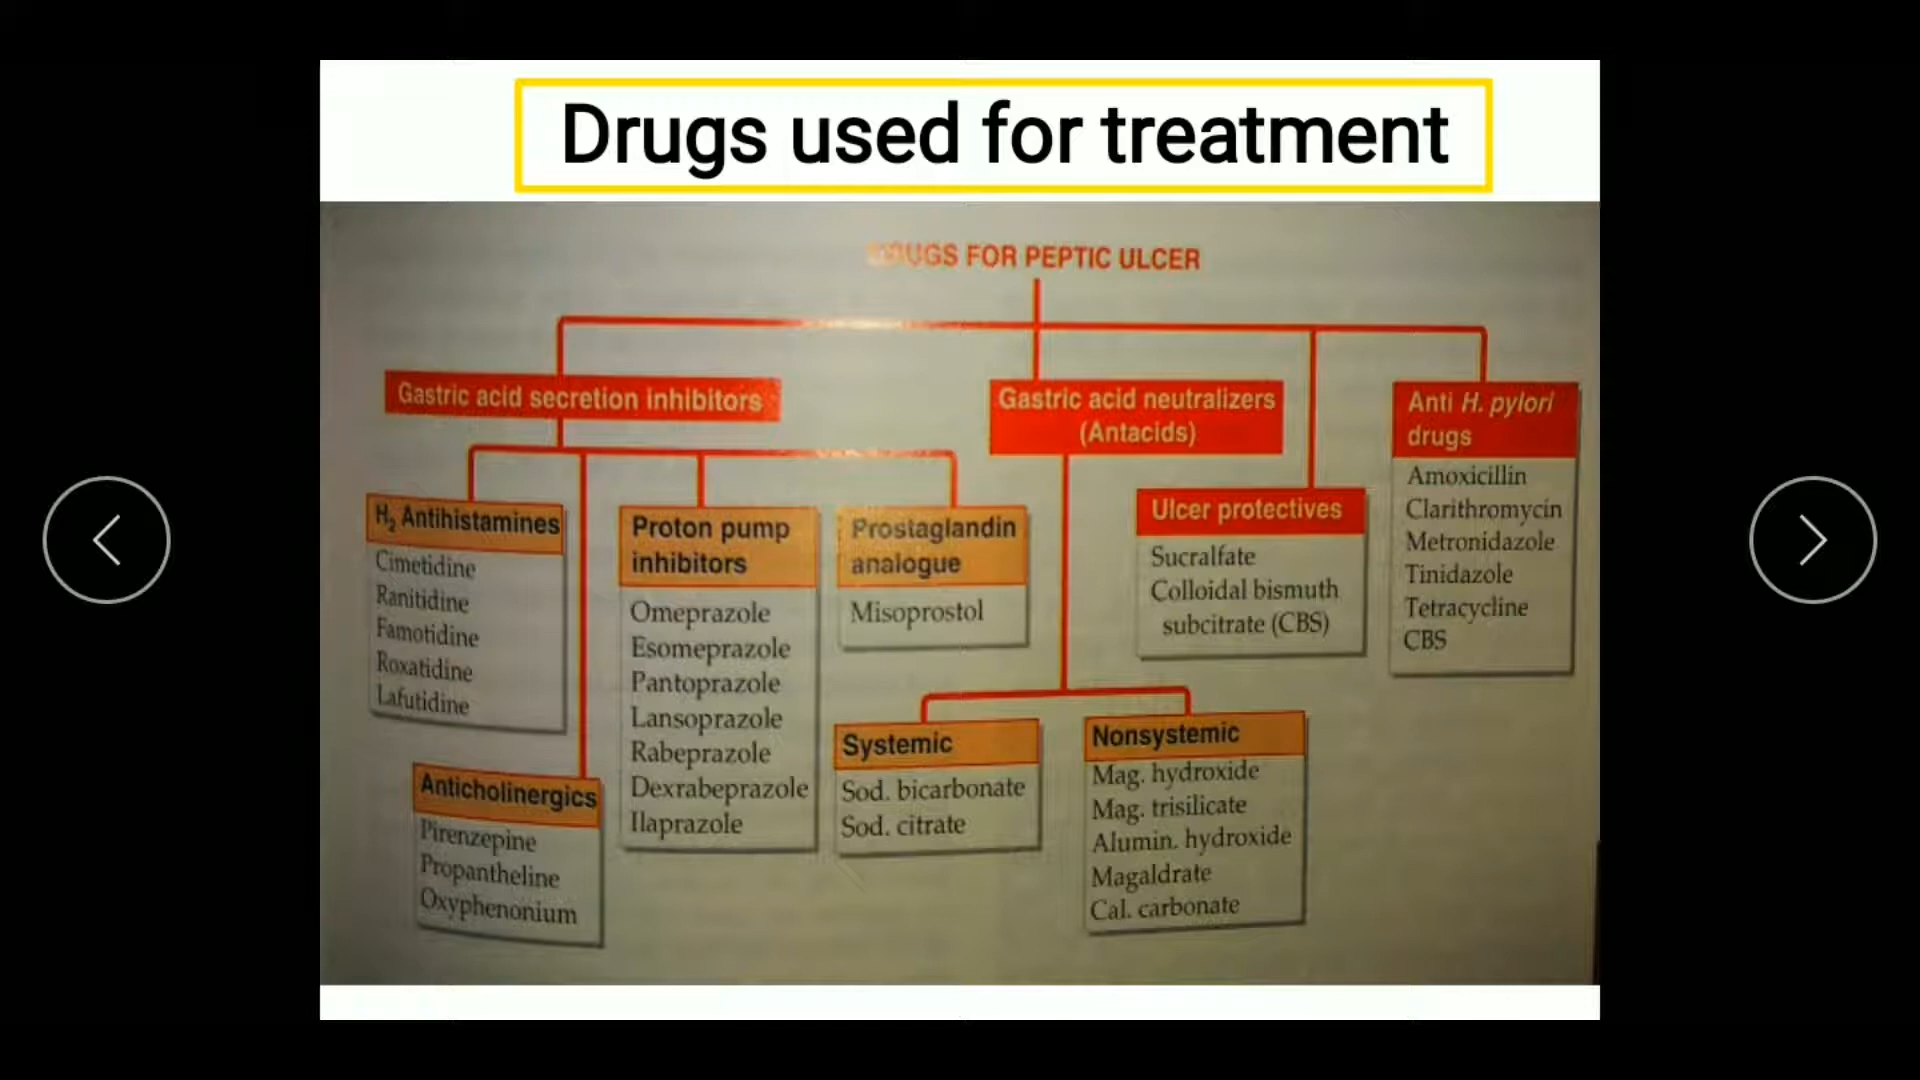 Drugs used for treatment
DRUGS FOR PEPTIC ULCER
Gastric acid secretion inhibitors
H₂ Antihistamines
Cimetidine
Ranitidine
Famotidine
Roxatidine
Lafutidine
Anticholinergics
Pirenzepine
Propantheline
Oxyphenonium
Proton pump
inhibitors
Omeprazole
Esomeprazole
Pantoprazole
Lansoprazole
Rabeprazole
Dexrabeprazole
Ilaprazole
Prostaglandin
analogue
Misoprostol
Gastric acid neutralizers
(Antacids)
Systemic
Sod. bicarbonate
Sod. citrate
Nonsystemic
Mag. hydroxide
Mag. trisilicate
Alumin. hydroxide
Magaldrate
Cal. carbonate
Ulcer protectives
Sucralfate
Colloidal bismuth
subcitrate (CBS)
Anti H. pylori
drugs
Amoxicillin
Clarithromycin
Metronidazole
Tinidazole
Tetracycline
CBS